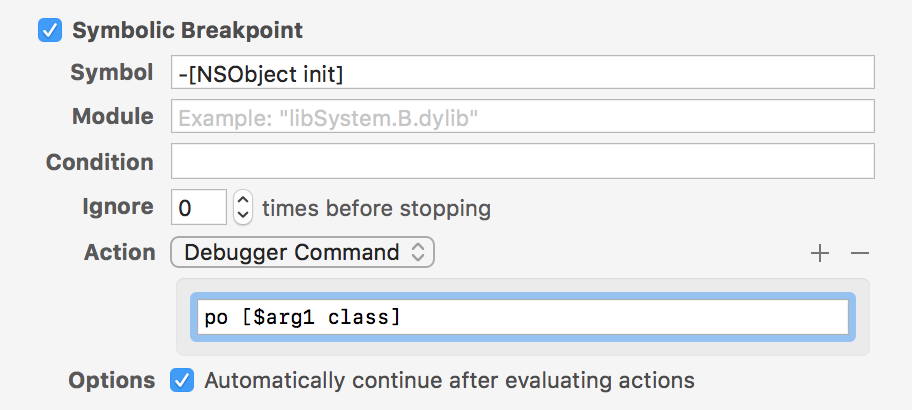 Symbolic Breakpoint
Symbol -[NSObject init]
Module Example: "libSystem.B.dylib"
Condition
Ignore 0 times before stopping
Action Debugger Command + −
po [$arg1 class]
Options Automatically continue after evaluating actions